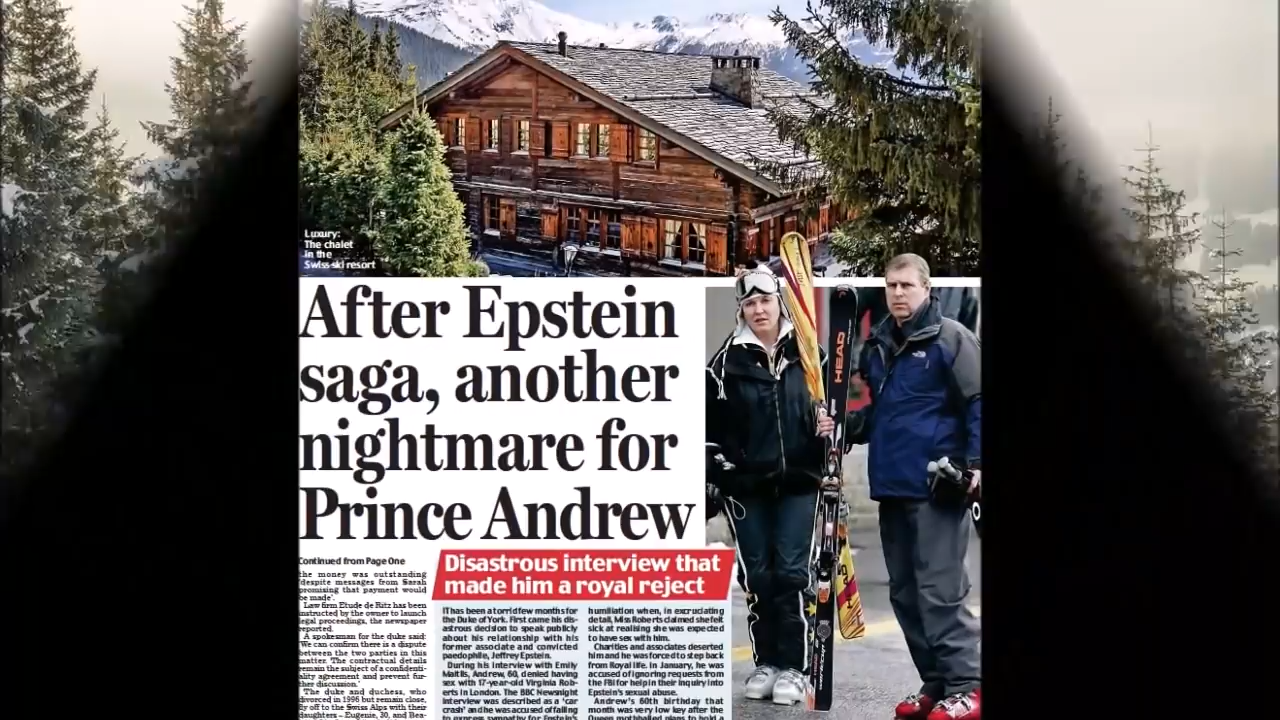 Luxury:
The chalet
in the
Swiss ski resort
After Epstein
saga, another
nightmare for
Prince Andrew
HEAD
Continued from Page One
the money was outstanding
'despite messages from Sarah
promising that payment would
be made'.
Law firm Etude de Ritz has been
instructed by the owner to launch
legal proceedings, the newspaper
reported.
A spokesman for the duke said:
'We can confirm there is a dispute
between the two parties in this
matter. The contractual details
remain the subject of a confidenti-
ality agreement and prevent fur-
ther discussion.'
The duke and duchess, who
divorced in 1996 but remain close,
fly off to the Swiss Alps with their
daughters – Eugenie, 30, and Bea-
Disastrous interview that
made him a royal reject
IT has been a torrid few months for
the Duke of York. First came his dis-
astrous decision to speak publicly
about his relationship with his
former associate and convicted
paedophile, Jeffrey Epstein.
During his interview with Emily
Maitlis, Andrew, 60, denied having
sex with 17-year-old Virginia Rob-
erts in London. The BBC Newsnight
interview was described as a 'car
crash' and he was accused of failing
to express sympathy for Epstein's
humiliation when, in excruciating
detail, Miss Roberts claimed she felt
sick at realising she was expected
to have sex with him.
Charities and associates deserted
him and he was forced to step back
from Royal life. In January, he was
accused of ignoring requests from
the FBI for help in their inquiry into
Epstein's sexual abuse.
Andrew's 60th birthday that
month was very low key after the
Queen mothballed plans to hold a